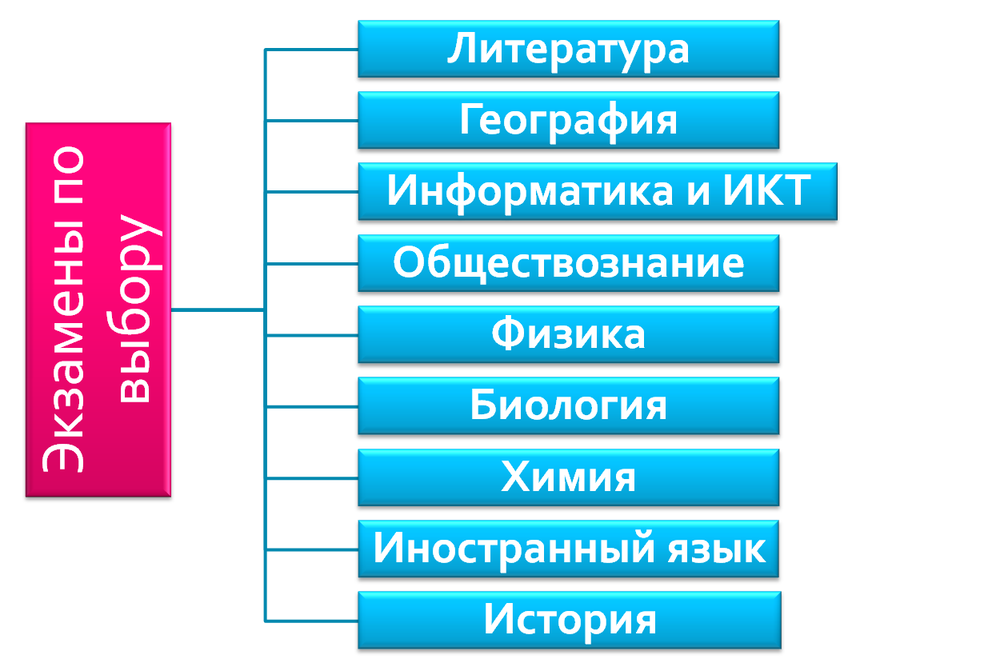 Экзамены по
выбору
Литература
География
Информатика и ИКТ
Обществознание
Физика
Биология
Химия
Иностранный язык
История